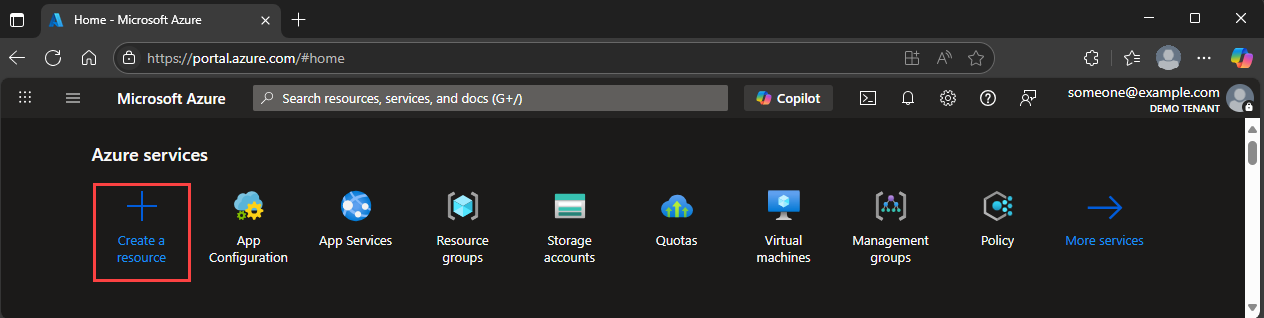 Home - Microsoft Azure
https://portal.azure.com/#home
Microsoft Azure
Search resources, services, and docs (G+/)
Copilot
someone@example.com
DEMO TENANT
Azure services
Create a
resource
App
Configuration
App Services
Resource
groups
Storage
accounts
Quotas
Virtual
machines
Management
groups
Policy
More services